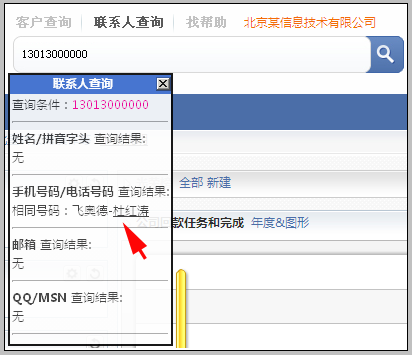 客户查询 | 联系人查询 | 找帮助 北京某信息技术有限公司
13013000000
联系人查询
查询条件：13013000000
姓名/拼音字头 查询结果:
无
手机号码/电话号码 查询结果:
相同号码：飞奥德-杜红涛
邮箱 查询结果:
无
QQ/MSN 查询结果:
无
全部 新建
款任务和完成 年度&图形